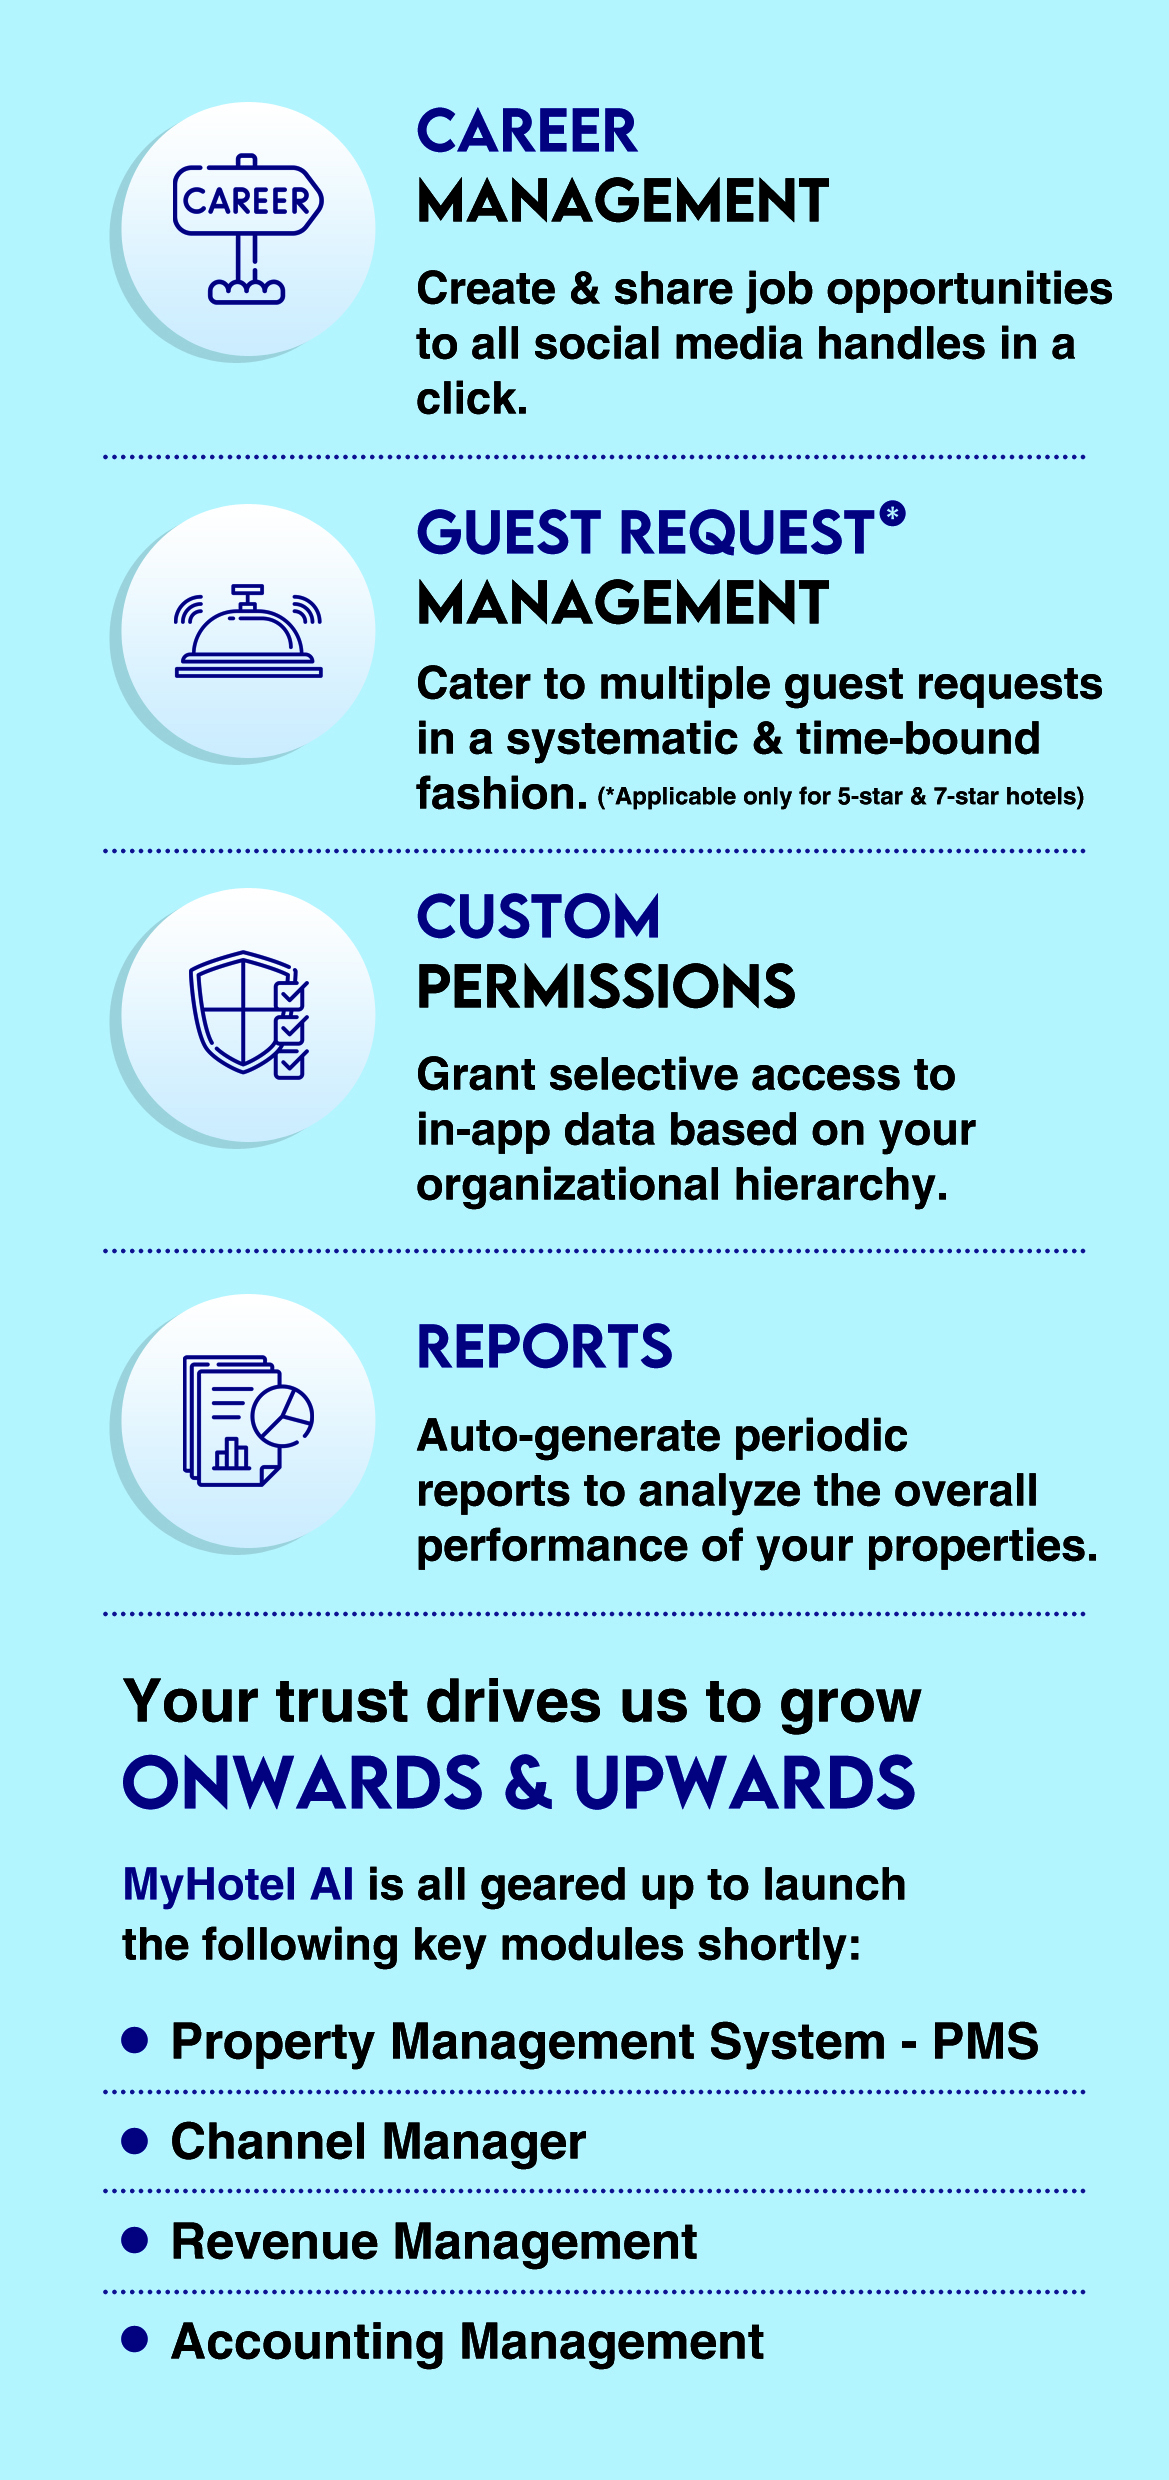 CAREER
CAREER
MANAGEMENT
Create & share job opportunities
to all social media handles in a
click.
GUEST REQUEST*
MANAGEMENT
Cater to multiple guest requests
in a systematic & time-bound
fashion. (*Applicable only for 5-star & 7-star hotels)
CUSTOM
PERMISSIONS
Grant selective access to
in-app data based on your
organizational hierarchy.
REPORTS
Auto-generate periodic
reports to analyze the overall
performance of your properties.
Your trust drives us to grow
ONWARDS & UPWARDS
MyHotel AI is all geared up to launch
the following key modules shortly:
● Property Management System - PMS
● Channel Manager
● Revenue Management
● Accounting Management